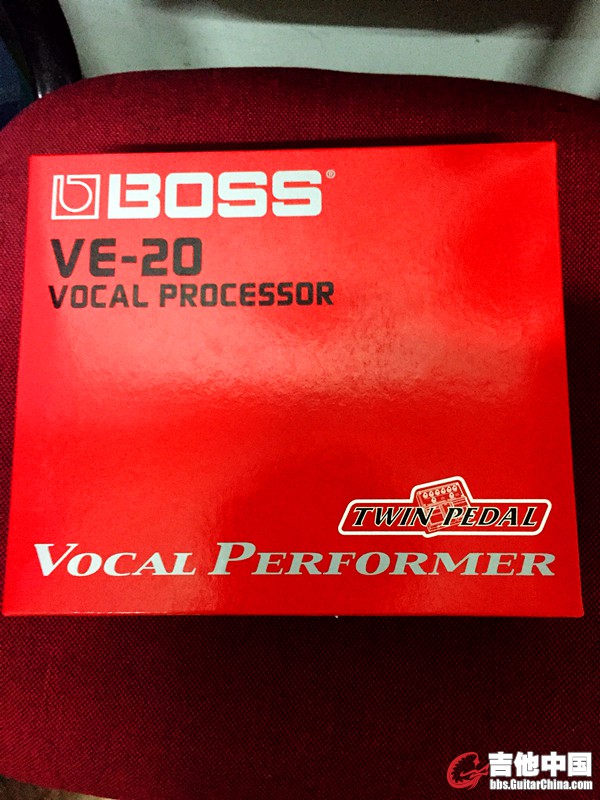 BOSS®
VE-20
VOCAL PROCESSOR
TWIN PEDAL
VOCAL PERFORMER
吉他中国
bbs.GuitarChina.com